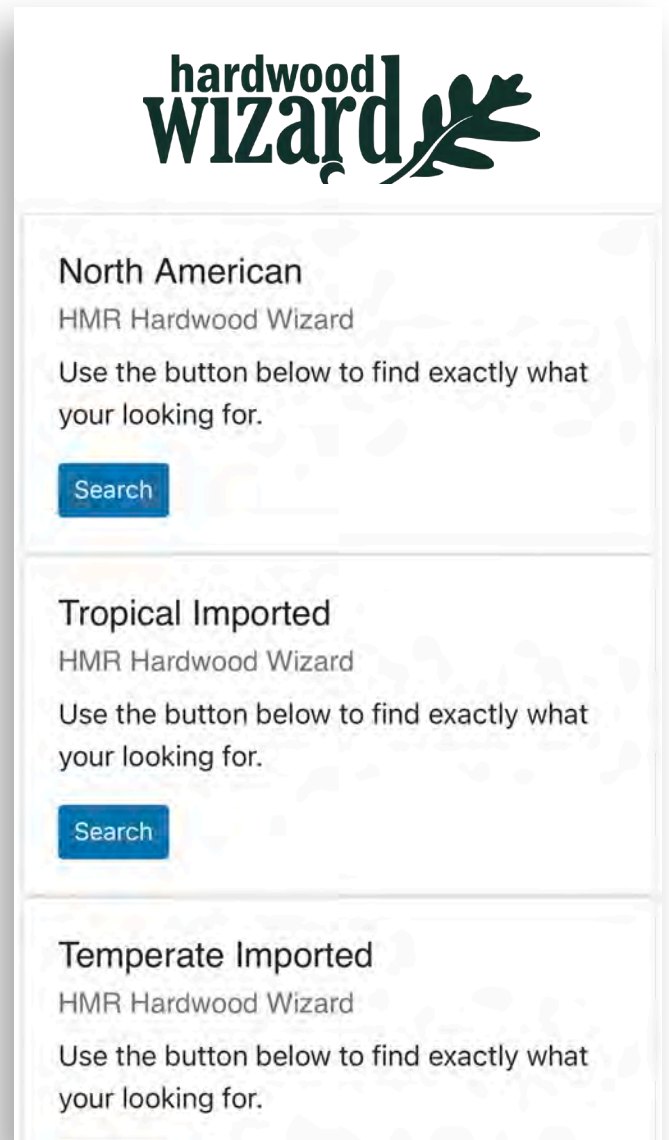 hardwood
wizard
North American
HMR Hardwood Wizard
Use the button below to find exactly what
your looking for.
Search
Tropical Imported
HMR Hardwood Wizard
Use the button below to find exactly what
your looking for.
Search
Temperate Imported
HMR Hardwood Wizard
Use the button below to find exactly what
your looking for.